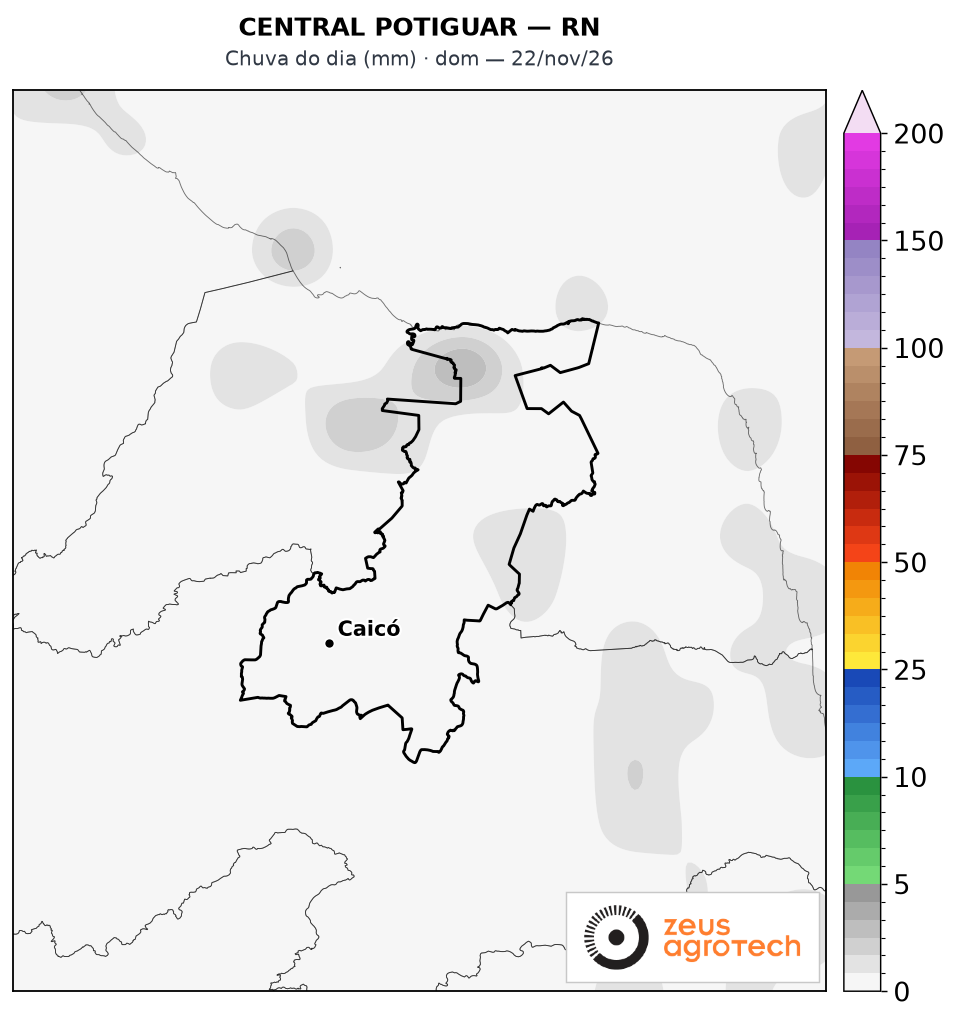 CENTRAL POTIGUAR — RN
Chuva do dia (mm) · dom — 22/nov/26
200
150
100
75
50
25
10
5
0
Caicó
zeus
agrotech